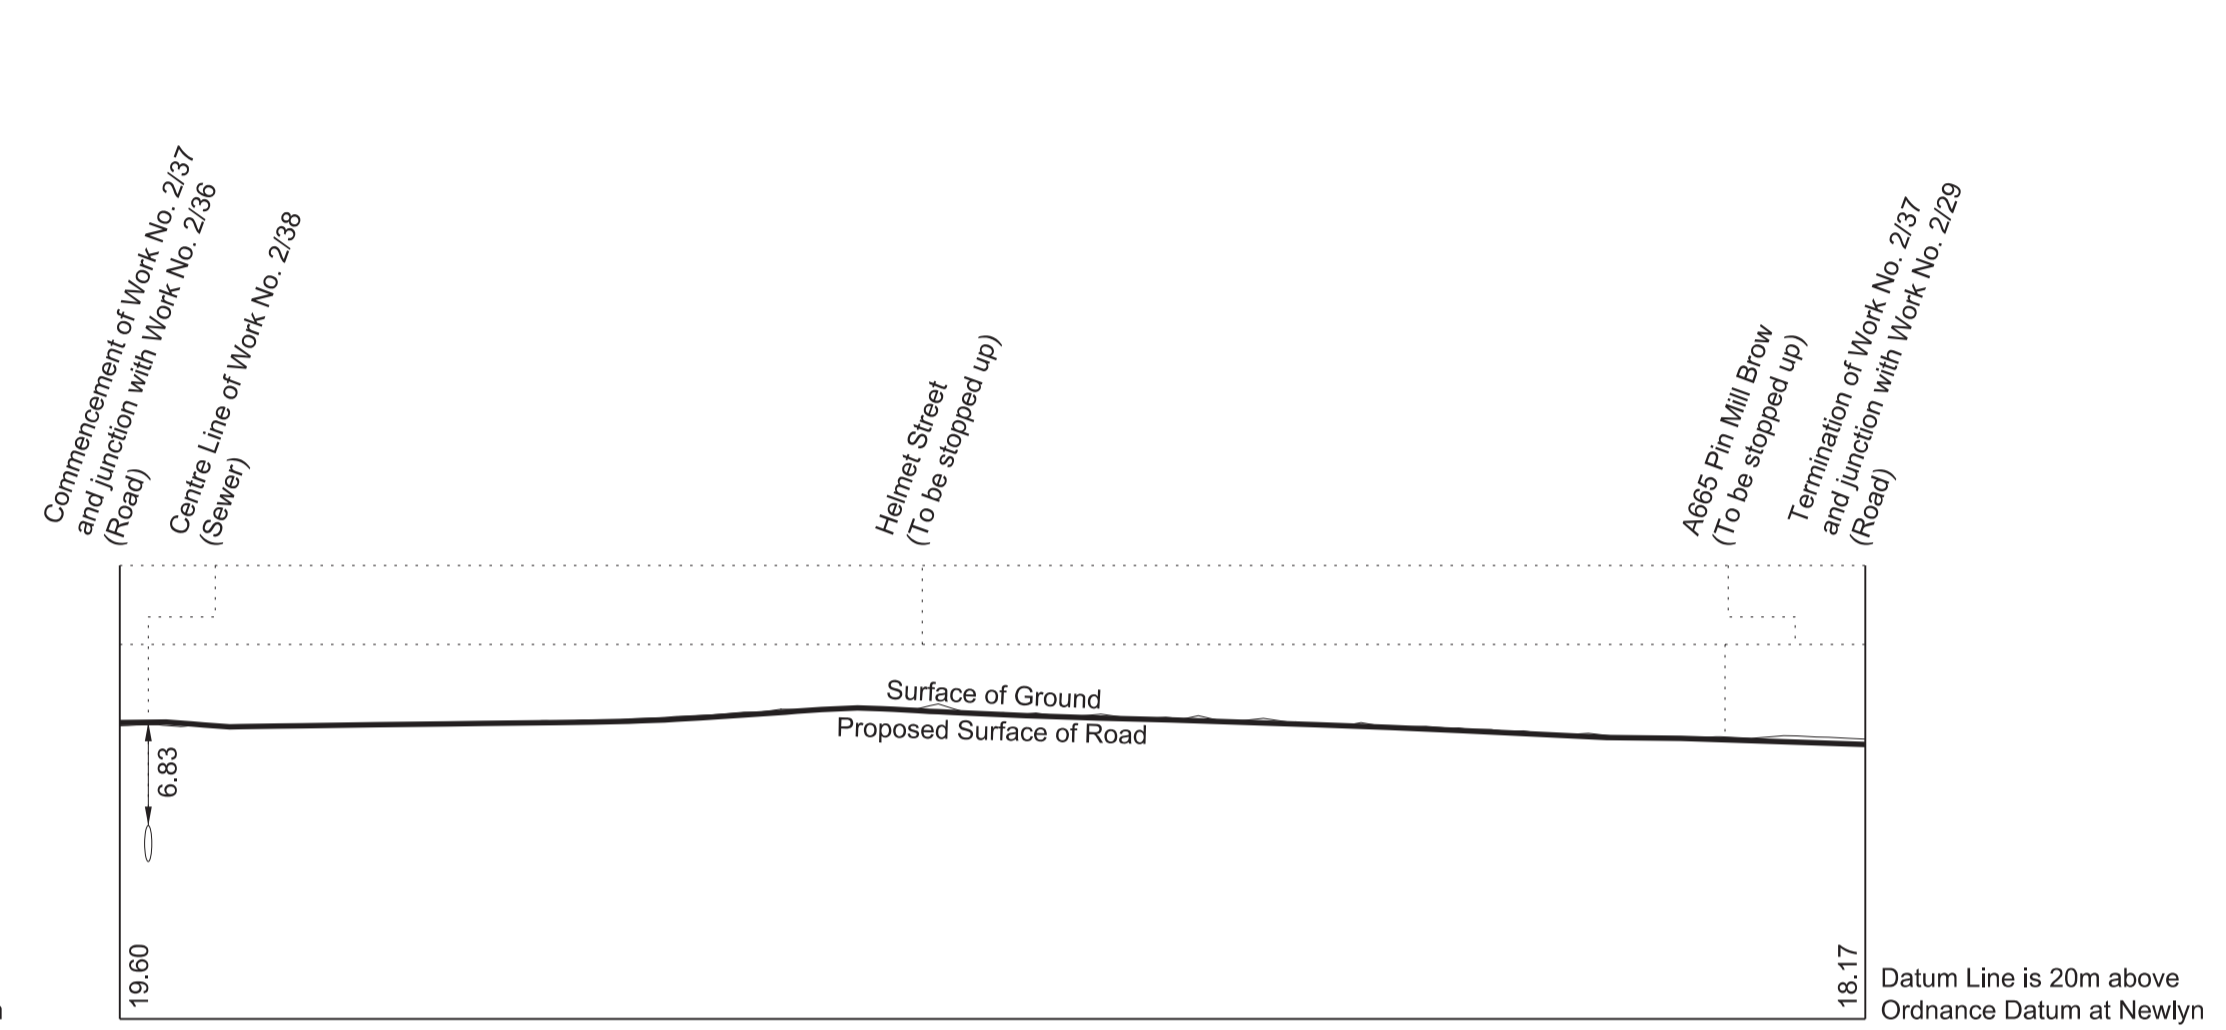 Commencement of Work No. 2/37
and junction with Work No. 2/36
(Road)
Centre Line of Work No. 2/38
(Sewer)
Helmet Street
(To be stopped up)
A665 Pin Mill Brow
(To be stopped up)
Termination of Work No. 2/37
and junction with Work No. 2/29
(Road)
Surface of Ground
Proposed Surface of Road
6.83
19.60
18.17
Datum Line is 20m above
Ordnance Datum at Newlyn